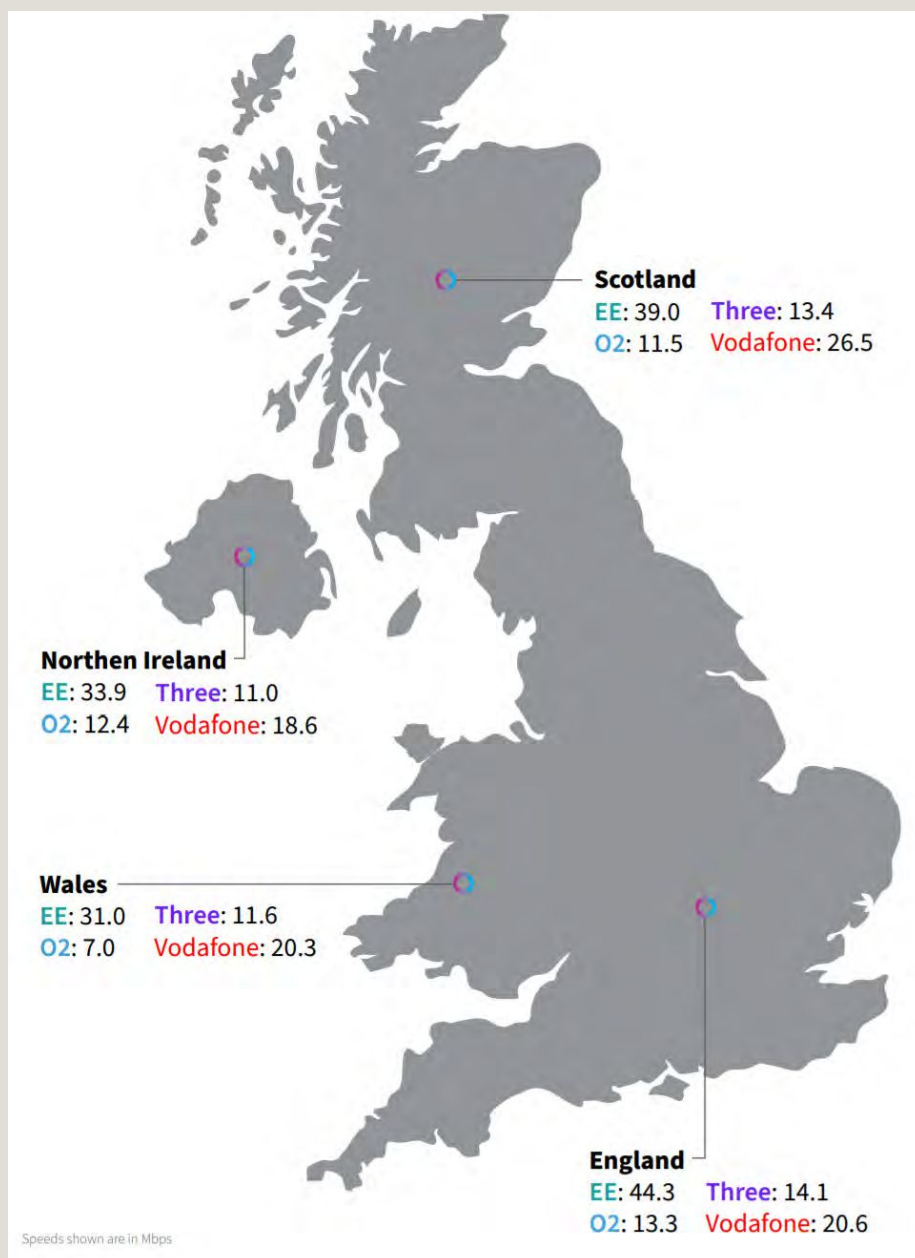 Scotland
EE: 39.0 Three: 13.4
O2: 11.5 Vodafone: 26.5
Northen Ireland
EE: 33.9 Three: 11.0
O2: 12.4 Vodafone: 18.6
Wales
EE: 31.0 Three: 11.6
O2: 7.0 Vodafone: 20.3
England
EE: 44.3 Three: 14.1
O2: 13.3 Vodafone: 20.6
Speeds shown are in Mbps